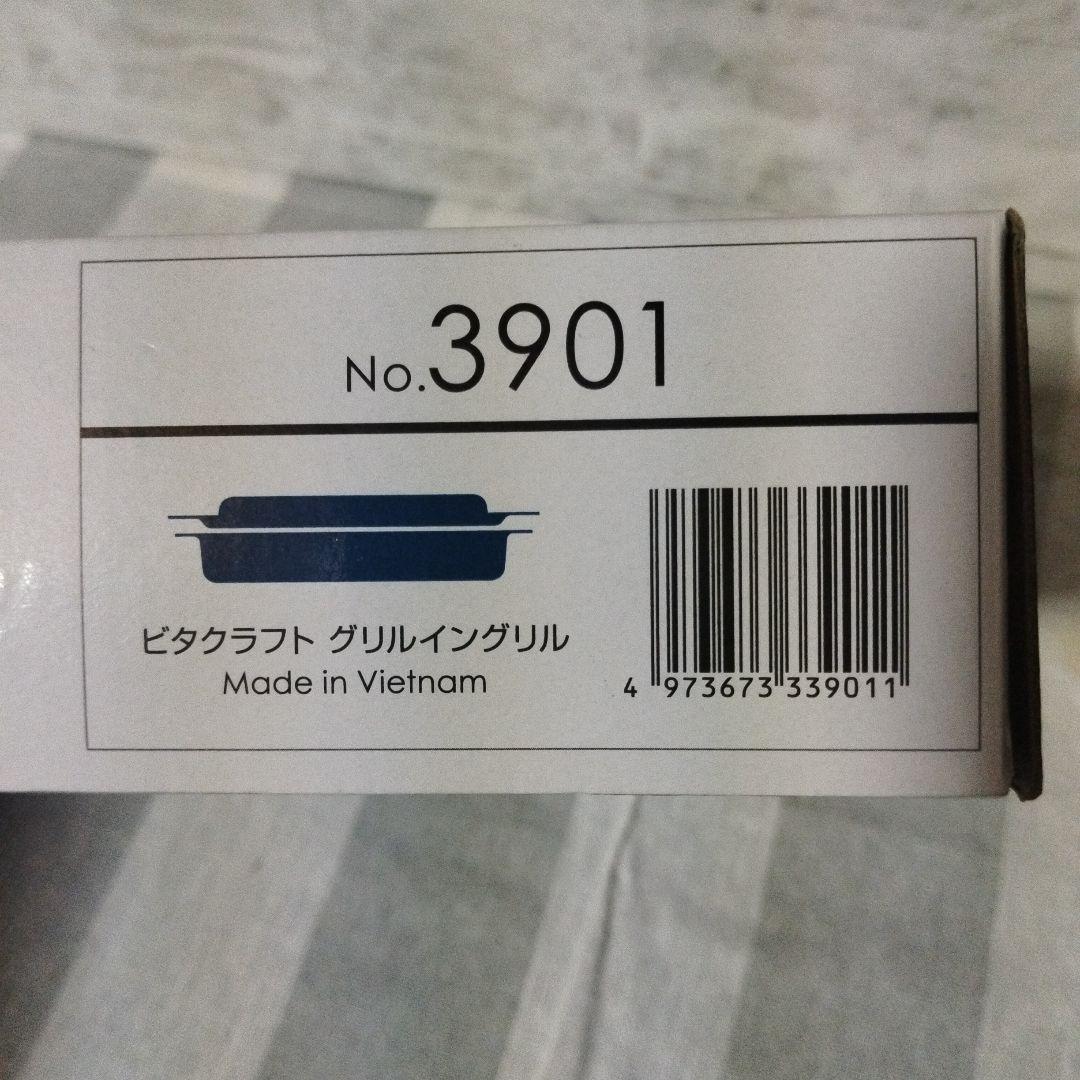 No.3901
ビタクラフト グリルイングリル
Made in Vietnam
4 973673 339011